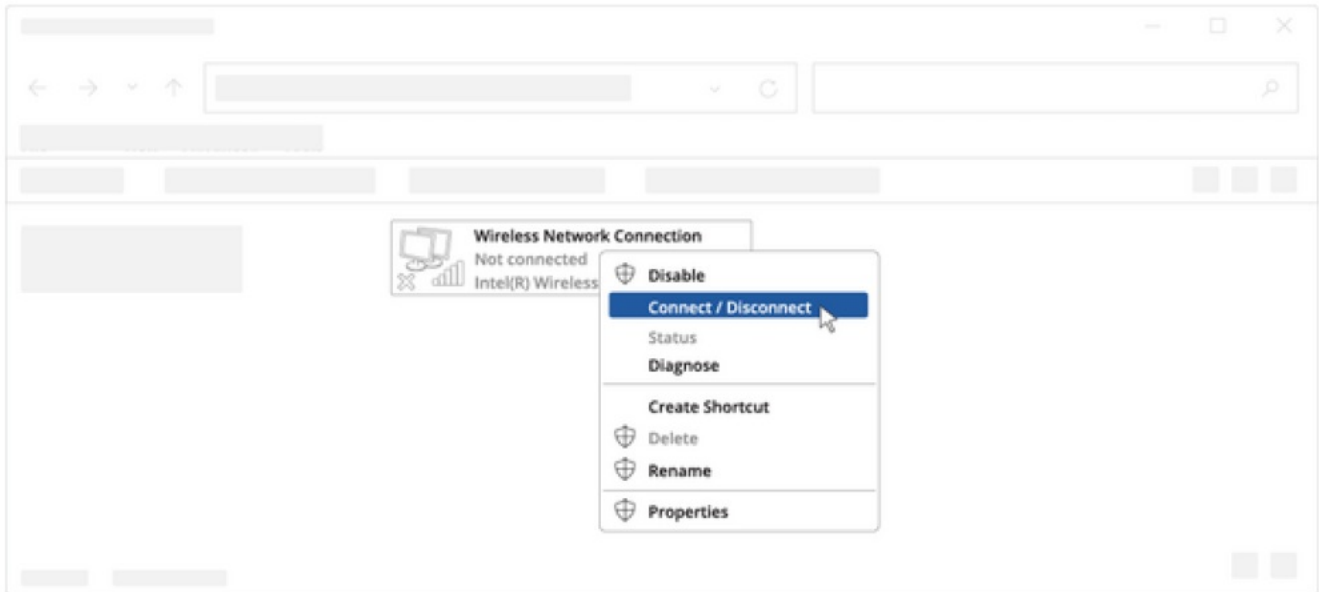 Wireless Network Connection
Not connected
Intel(R) Wireless
Disable
Connect / Disconnect
Status
Diagnose
Create Shortcut
Delete
Rename
Properties